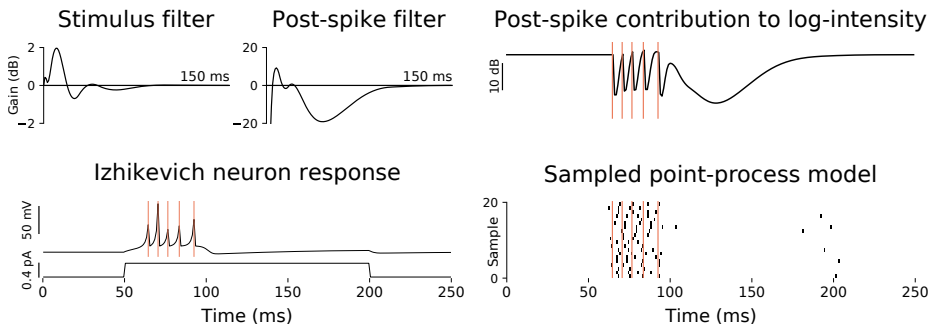 Stimulus filter
Post-spike filter
Post-spike contribution to log-intensity
Gain (dB)
2
0
−2
150 ms
20
0
−20
150 ms
10 dB
Izhikevich neuron response
Sampled point-process model
50 mV
0.4 pA
0 50 100 150 200 250
Time (ms)
Sample
20
0
0 50 100 150 200 250
Time (ms)